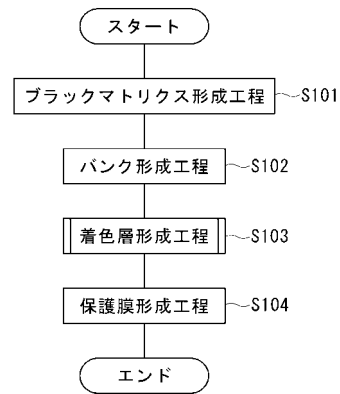 スタート
ブラックマトリクス形成工程 S101
バンク形成工程 S102
着色層形成工程 S103
保護膜形成工程 S104
エンド